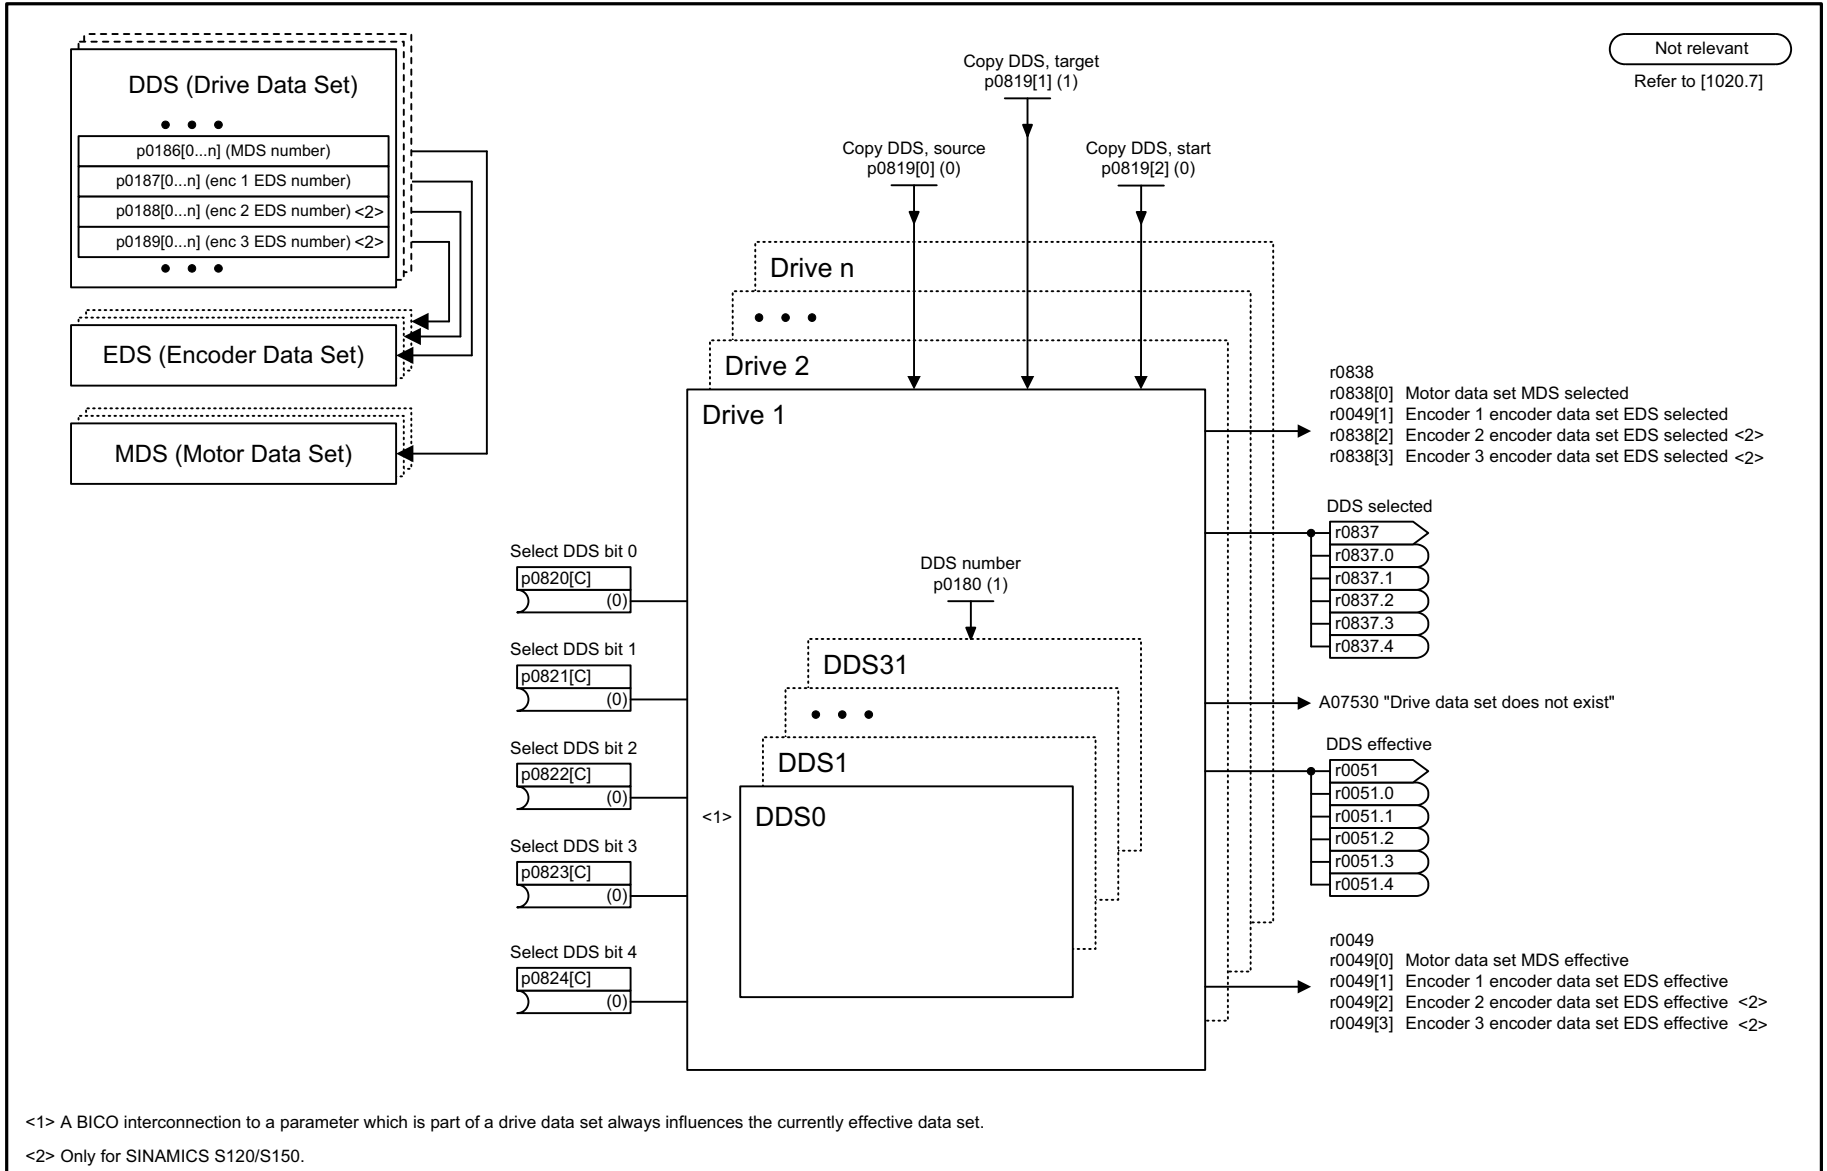 DDS (Drive Data Set)
p0186[0...n] (MDS number)
p0187[0...n] (enc 1 EDS number)
p0188[0...n] (enc 2 EDS number) <2>
p0189[0...n] (enc 3 EDS number) <2>
EDS (Encoder Data Set)
MDS (Motor Data Set)
Copy DDS, target
p0819[1] (1)
Copy DDS, source
p0819[0] (0)
Copy DDS, start
p0819[2] (0)
Not relevant
Refer to [1020.7]
Drive n
Drive 2
Drive 1
Select DDS bit 0
p0820[C]
(0)
Select DDS bit 1
p0821[C]
(0)
Select DDS bit 2
p0822[C]
(0)
Select DDS bit 3
p0823[C]
(0)
Select DDS bit 4
p0824[C]
(0)
DDS number
p0180 (1)
DDS31
DDS1
<1>
DDS0
r0838
r0838[0] Motor data set MDS selected
r0049[1] Encoder 1 encoder data set EDS selected
r0838[2] Encoder 2 encoder data set EDS selected <2>
r0838[3] Encoder 3 encoder data set EDS selected <2>
DDS selected
r0837
r0837.0
r0837.1
r0837.2
r0837.3
r0837.4
A07530 "Drive data set does not exist"
DDS effective
r0051
r0051.0
r0051.1
r0051.2
r0051.3
r0051.4
r0049
r0049[0] Motor data set MDS effective
r0049[1] Encoder 1 encoder data set EDS effective
r0049[2] Encoder 2 encoder data set EDS effective <2>
r0049[3] Encoder 3 encoder data set EDS effective <2>
<1> A BICO interconnection to a parameter which is part of a drive data set always influences the currently effective data set.
<2> Only for SINAMICS S120/S150.